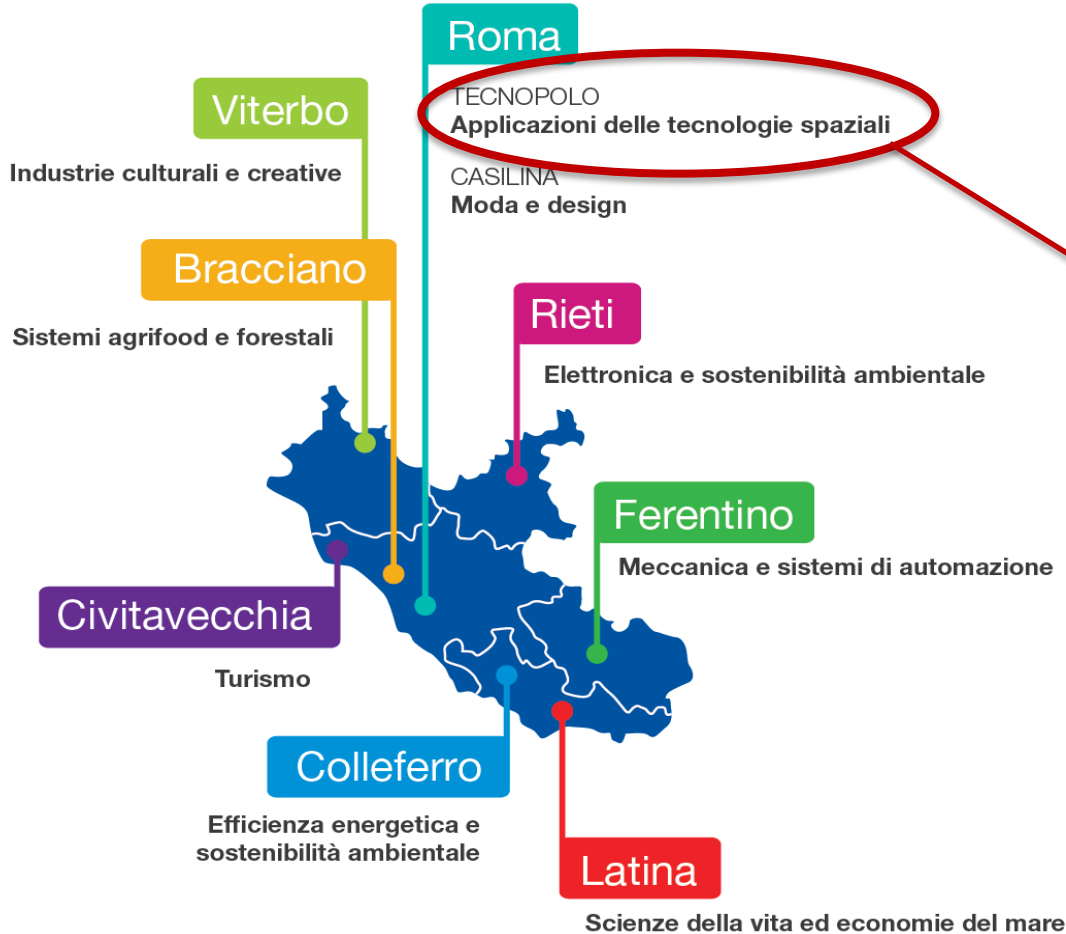 Roma
TECNOPOLO
Applicazioni delle tecnologie spaziali
CASILINA
Moda e design
Viterbo
Industrie culturali e creative
Bracciano
Sistemi agrifood e forestali
Rieti
Elettronica e sostenibilità ambientale
Ferentino
Meccanica e sistemi di automazione
Civitavecchia
Turismo
Colleferro
Efficienza energetica e
sostenibilità ambientale
Latina
Scienze della vita ed economie del mare